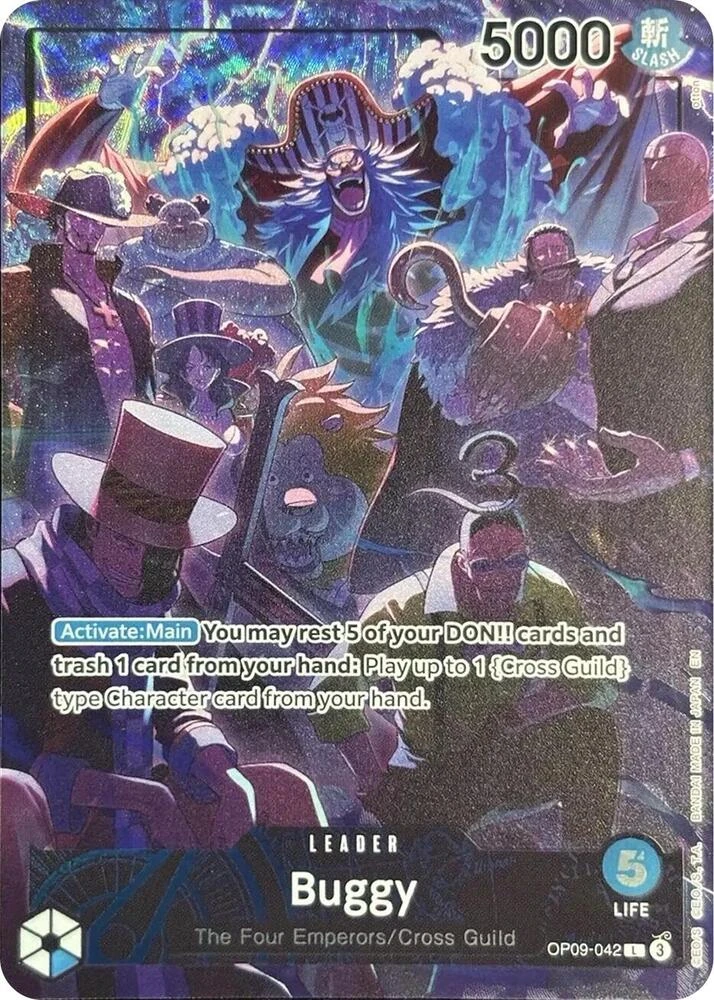 5000
斬
SLASH
otton
3
Activate:Main You may rest 5 of your DON!! cards and
trash 1 card from your hand: Play up to 1 {Cross Guild}
type Character card from your hand.
LEADER
Buggy
The Four Emperors/Cross Guild
5
LIFE
OP09-042 L 3
©E.O./S. ©E.O./S., T.A. BANDAI MADE IN JAPAN EN